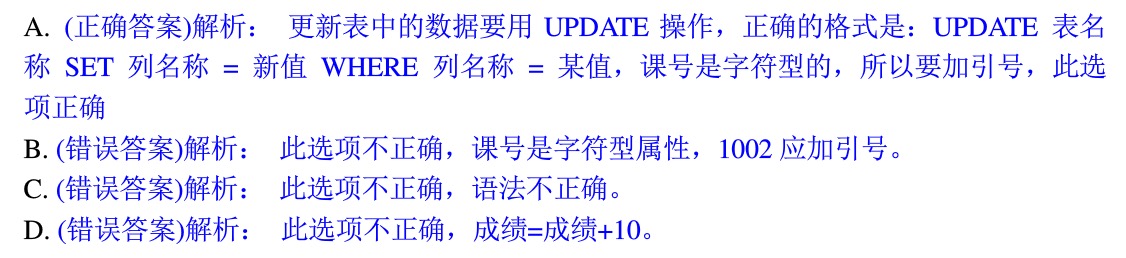 A. (正确答案)解析： 更新表中的数据要用 UPDATE 操作，正确的格式是：UPDATE 表名
称 SET 列名称 = 新值 WHERE 列名称 = 某值，课号是字符型的，所以要加引号，此选
项正确
B. (错误答案)解析： 此选项不正确，课号是字符型属性，1002 应加引号。
C. (错误答案)解析： 此选项不正确，语法不正确。
D. (错误答案)解析： 此选项不正确，成绩=成绩+10。